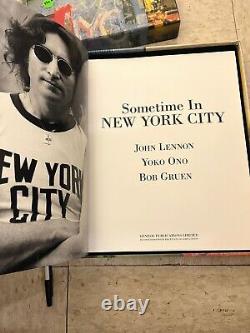 Sometime In
NEW YORK CITY
JOHN LENNON
YOKO ONO
BOB GRUEN
GENESIS PUBLICATIONS LIMITED
NEW YORK
CITY